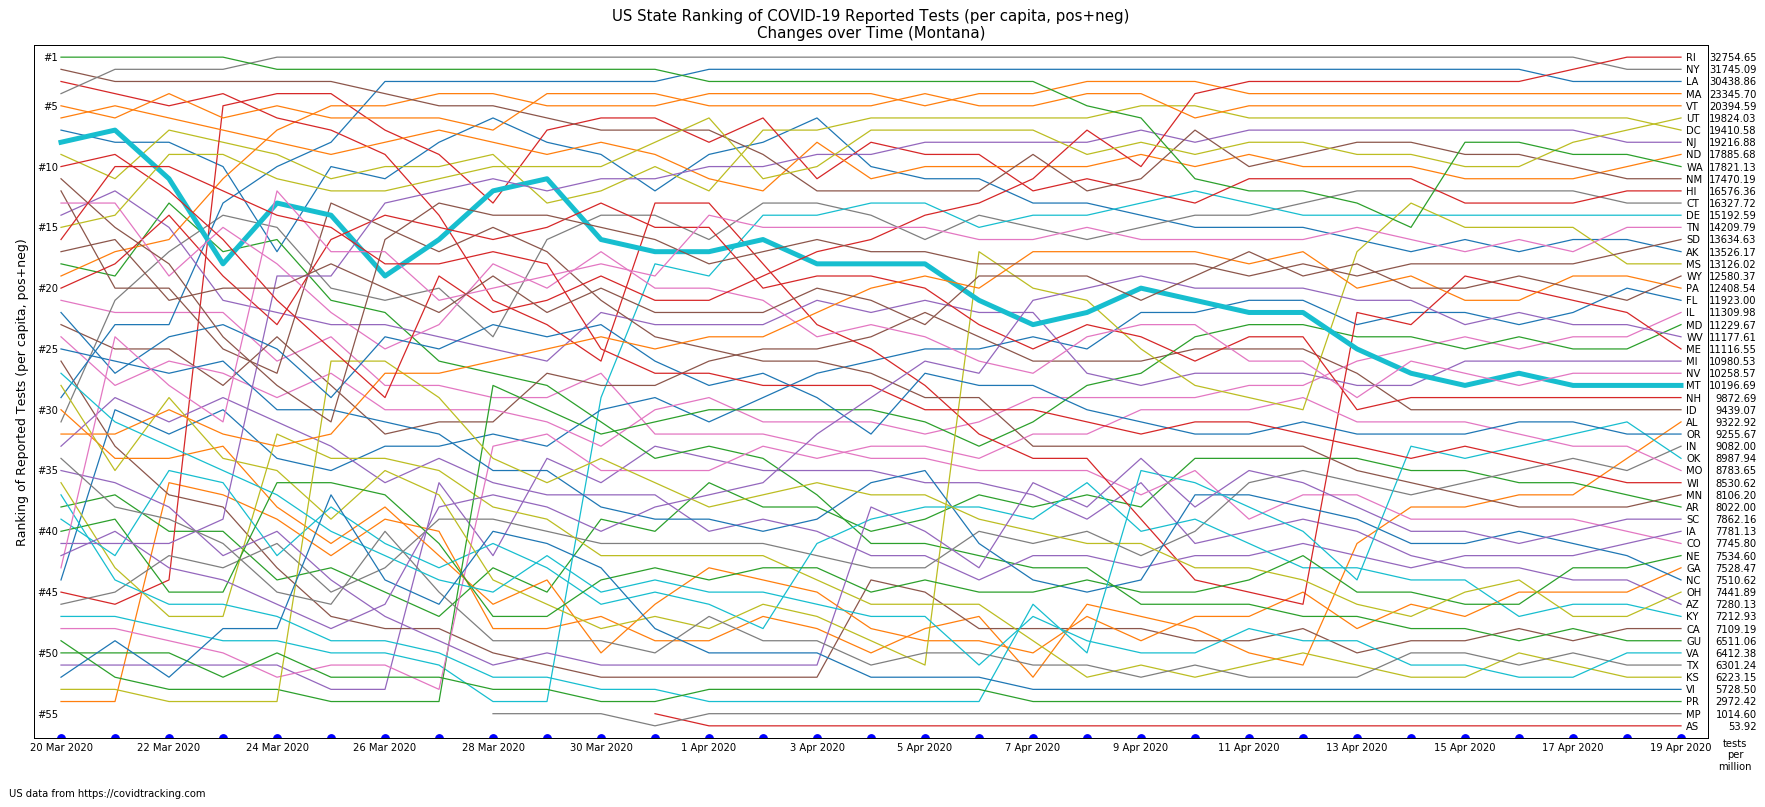 US State Ranking of COVID-19 Reported Tests (per capita, pos+neg)
Changes over Time (Montana)
Ranking of Reported Tests (per capita, pos+neg)
#1
#5
#10
#15
#20
#25
#30
#35
#40
#45
#50
#55
RI 32754.65
NY 31745.09
LA 30438.86
MA 23345.70
VT 20394.59
UT 19824.03
DC 19410.58
NJ 19216.88
ND 17885.68
WA 17821.13
NM 17470.19
HI 16576.36
CT 16327.72
DE 15192.59
TN 14209.79
SD 13634.63
AK 13526.17
MS 13126.02
WY 12580.37
PA 12408.54
FL 11923.00
IL 11309.98
MD 11229.67
WV 11177.61
ME 11116.55
MI 10980.53
NV 10258.57
MT 10196.69
NH 9872.69
ID 9439.07
AL 9322.92
OR 9255.67
IN 9082.00
OK 8987.94
MO 8783.65
WI 8530.62
MN 8106.20
AR 8022.00
SC 7862.16
IA 7781.13
CO 7745.80
NE 7534.60
GA 7528.47
NC 7510.62
OH 7441.89
AZ 7280.13
KY 7212.93
CA 7109.19
GU 6511.06
VA 6412.38
TX 6301.24
KS 6223.15
VI 5728.50
PR 2972.42
MP 1014.60
AS 53.92
20 Mar 2020 22 Mar 2020 24 Mar 2020 26 Mar 2020 28 Mar 2020 30 Mar 2020 1 Apr 2020 3 Apr 2020 5 Apr 2020 7 Apr 2020 9 Apr 2020 11 Apr 2020 13 Apr 2020 15 Apr 2020 17 Apr 2020 19 Apr 2020
tests
per
million
US data from https://covidtracking.com